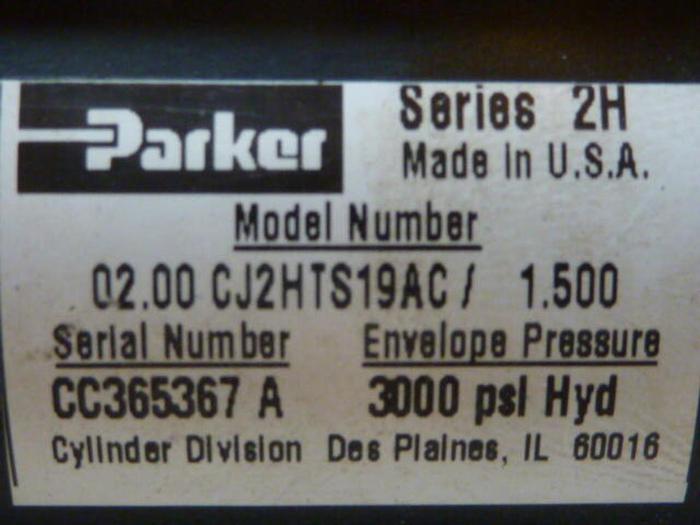 Parker
Series 2H
Made in U.S.A.
Model Number
02.00 CJ2HTS19AC / 1.500
Serial Number Envelope Pressure
CC365367 A 3000 psi Hyd
Cylinder Division Des Plaines, IL 60016